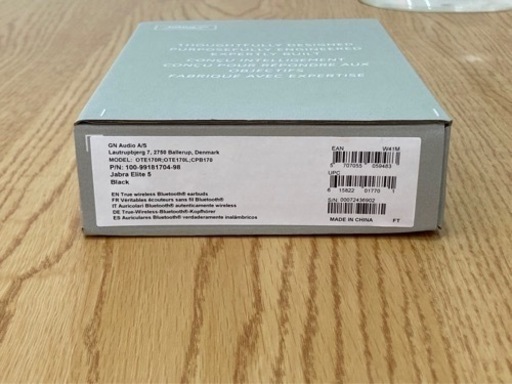 THOUGHTFULLY DESIGNED
PURPOSEFULLY ENGINEERED
EXPERTLY BUILT
CONÇU INTELLIGEMMENT
CONÇU POUR RÉPONDRE AUX
OBJECTIFS
FABRIQUÉ AVEC EXPERTISE
GN Audio A/S
Lautrupbjerg 7, 2750 Ballerup, Denmark
MODEL: OTE170R;OTE170L;CPB170
P/N: 100-99181704-98
Jabra Elite 5
Black
EN True wireless Bluetooth® earbuds
FR Véritables écouteurs sans fil Bluetooth®
IT Auricolari Bluetooth® autenticamente wireless
DE True-Wireless-Bluetooth®-Kopfhörer
ES Auriculares Bluetooth® verdaderamente inalámbricos
EAN W41M
5 707055 059483
UPC
6 15822 01770 1
S/N: 00072436902
MADE IN CHINA FT